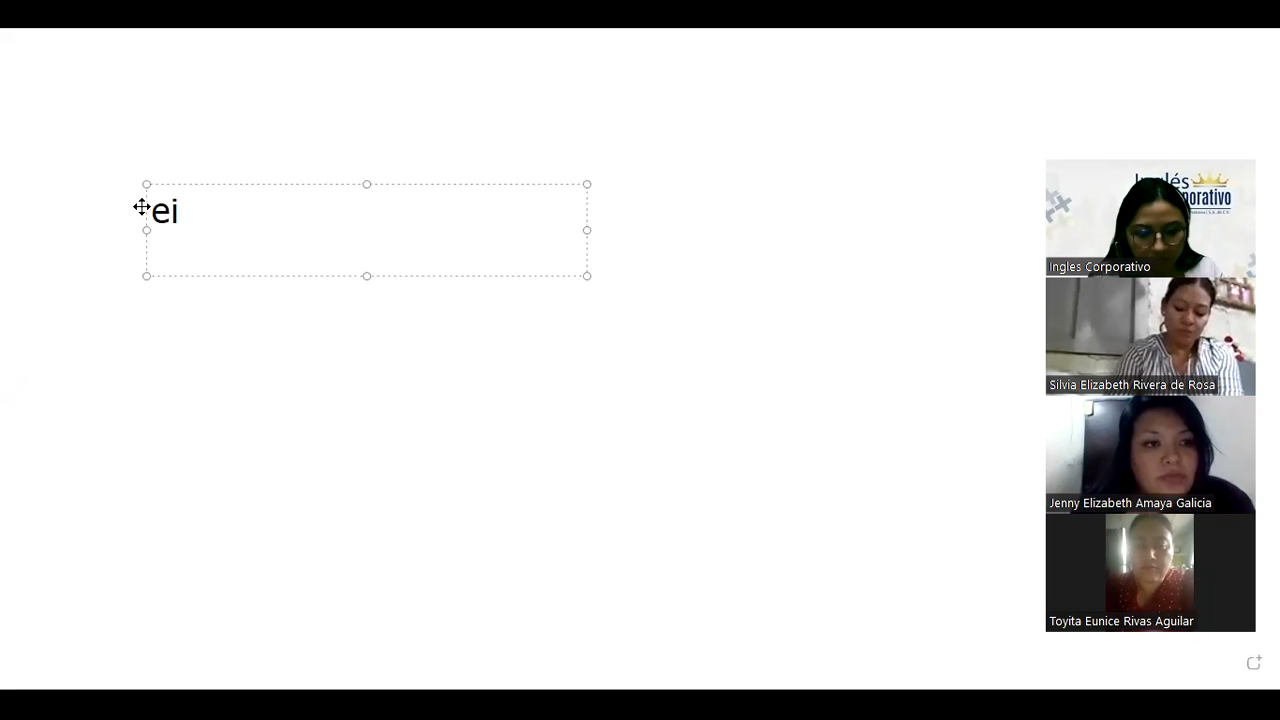 ei
Inglés
Corporativo
Ingles Corporativo
Silvia Elizabeth Rivera de Rosa
Jenny Elizabeth Amaya Galicia
Toyita Eunice Rivas Aguilar